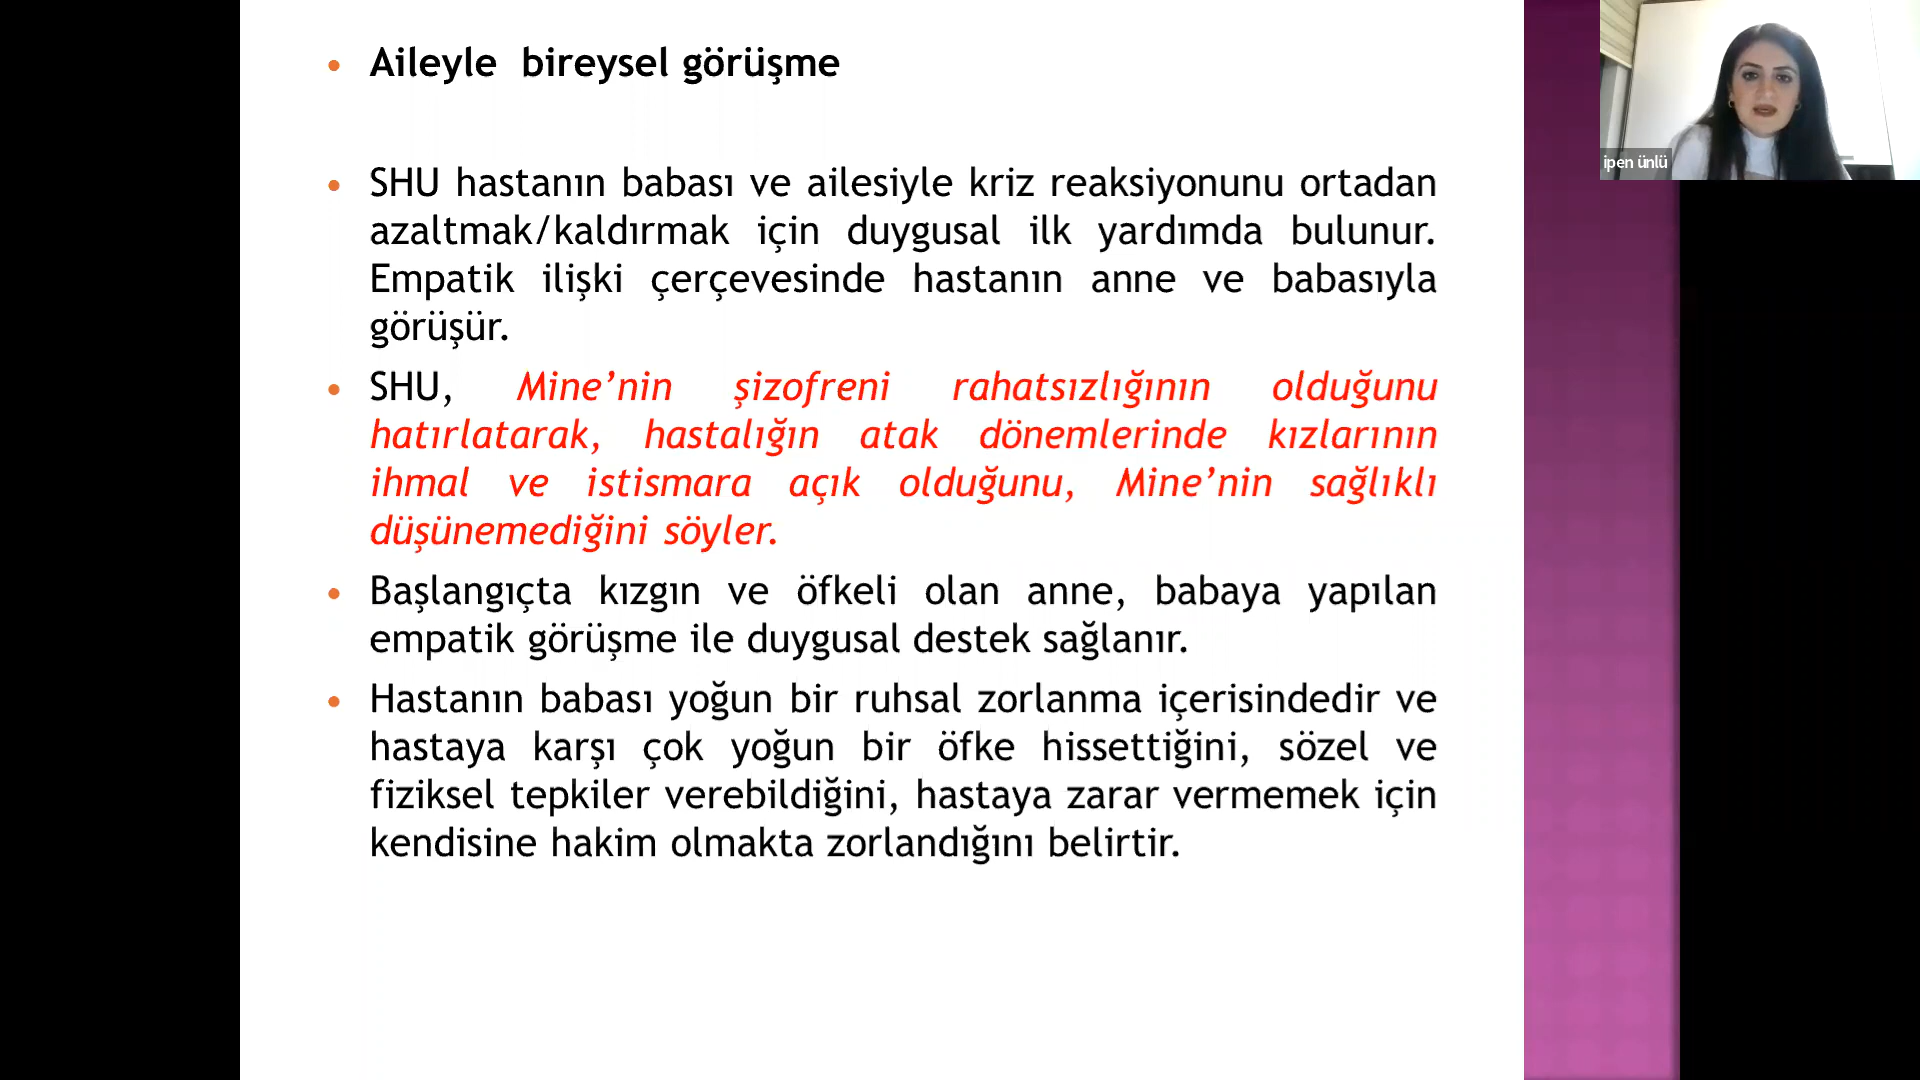 Aileyle bireysel görüşme
SHU hastanın babası ve ailesiyle kriz reaksiyonunu ortadan
azaltmak/kaldırmak için duygusal ilk yardımda bulunur.
Empatik ilişki çerçevesinde hastanın anne ve babasıyla
görüşür.
SHU, Mine’nin şizofreni rahatsızlığının olduğunu
hatırlatarak, hastalığın atak dönemlerinde kızlarının
ihmal ve istismara açık olduğunu, Mine’nin sağlıklı
düşünemediğini söyler.
Başlangıçta kızgın ve öfkeli olan anne, babaya yapılan
empatik görüşme ile duygusal destek sağlanır.
Hastanın babası yoğun bir ruhsal zorlanma içerisindedir ve
hastaya karşı çok yoğun bir öfke hissettiğini, sözel ve
fiziksel tepkiler verebildiğini, hastaya zarar vermemek için
kendisine hakim olmakta zorlandığını belirtir.
ipen ünlü